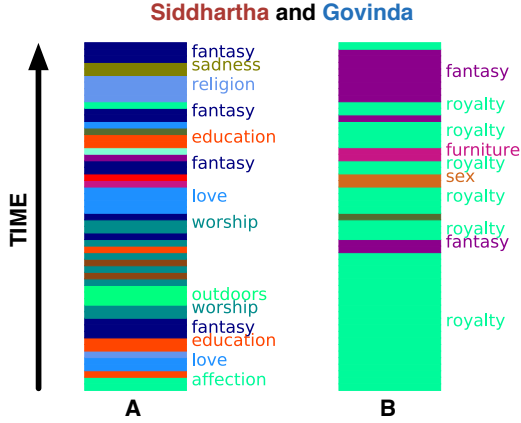 Siddhartha and Govinda
TIME
fantasy
sadness
religion
fantasy
education
fantasy
love
worship
outdoors
worship
fantasy
education
love
affection
A
fantasy
royalty
royalty
furniture
royalty
sex
royalty
royalty
fantasy
royalty
B